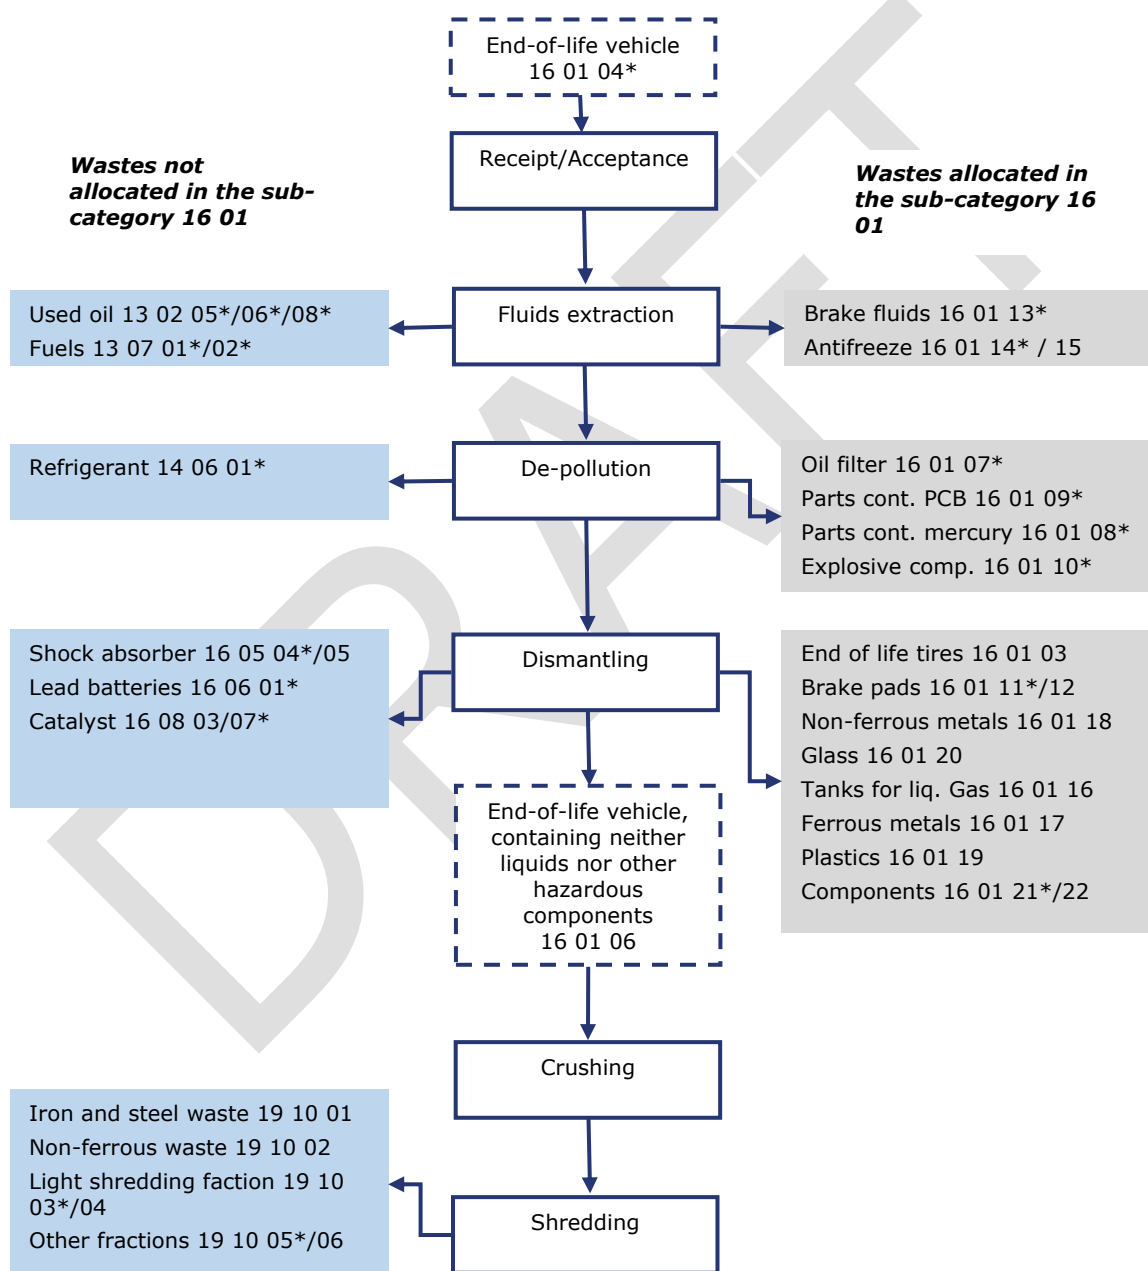 End-of-life vehicle
16 01 04*
Receipt/Acceptance
Wastes not
allocated in the sub-
category 16 01
Wastes allocated in
the sub-category 16
01
Used oil 13 02 05*/06*/08*
Fuels 13 07 01*/02*
Fluids extraction
Brake fluids 16 01 13*
Antifreeze 16 01 14* / 15
Refrigerant 14 06 01*
De-pollution
Oil filter 16 01 07*
Parts cont. PCB 16 01 09*
Parts cont. mercury 16 01 08*
Explosive comp. 16 01 10*
Shock absorber 16 05 04*/05
Lead batteries 16 06 01*
Catalyst 16 08 03/07*
Dismantling
End of life tires 16 01 03
Brake pads 16 01 11*/12
Non-ferrous metals 16 01 18
Glass 16 01 20
Tanks for liq. Gas 16 01 16
Ferrous metals 16 01 17
Plastics 16 01 19
Components 16 01 21*/22
End-of-life vehicle,
containing neither
liquids nor other
hazardous
components
16 01 06
Crushing
Iron and steel waste 19 10 01
Non-ferrous waste 19 10 02
Light shredding faction 19 10
03*/04
Other fractions 19 10 05*/06
Shredding
DRAFT